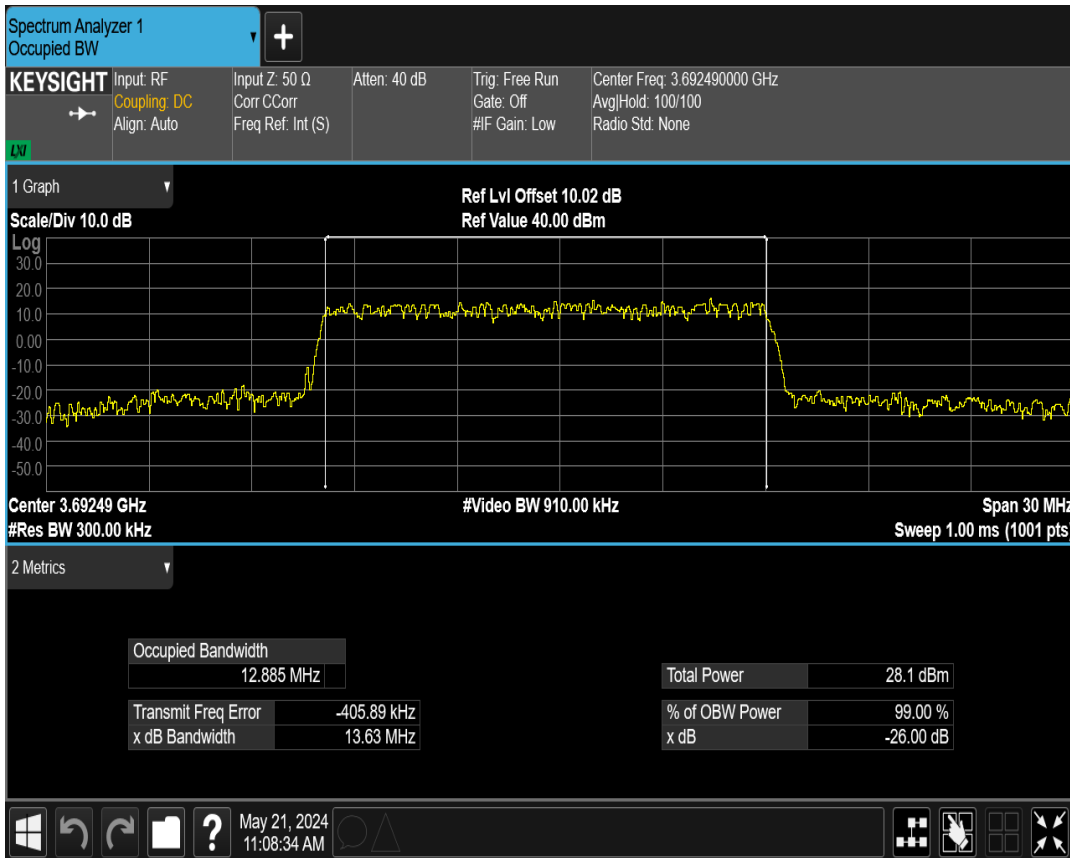 Spectrum Analyzer 1
Occupied BW
+
KEYSIGHT
LXI
Input: RF
Coupling: DC
Align: Auto
Input Z: 50 Ω
Corr CCorr
Freq Ref: Int (S)
Atten: 40 dB
Trig: Free Run
Gate: Off
#IF Gain: Low
Center Freq: 3.692490000 GHz
Avg|Hold: 100/100
Radio Std: None
1 Graph
Scale/Div 10.0 dB
Ref Lvl Offset 10.02 dB
Ref Value 40.00 dBm
Log
30.0
20.0
10.0
0.00
-10.0
-20.0
-30.0
-40.0
-50.0
Center 3.69249 GHz
#Res BW 300.00 kHz
#Video BW 910.00 kHz
Span 30 MHz
Sweep 1.00 ms (1001 pts)
2 Metrics
Occupied Bandwidth
12.885 MHz
Transmit Freq Error -405.89 kHz
x dB Bandwidth 13.63 MHz
Total Power 28.1 dBm
% of OBW Power 99.00 %
x dB -26.00 dB
?
May 21, 2024
11:08:34 AM